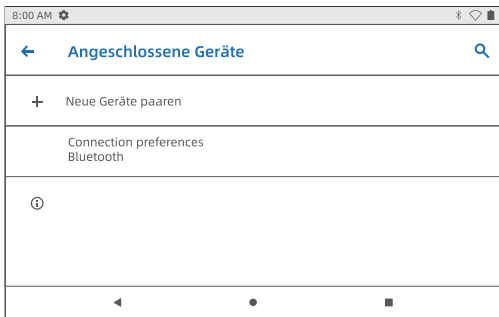 8:00 AM
Angeschlossene Geräte
Neue Geräte paaren
Connection preferences
Bluetooth